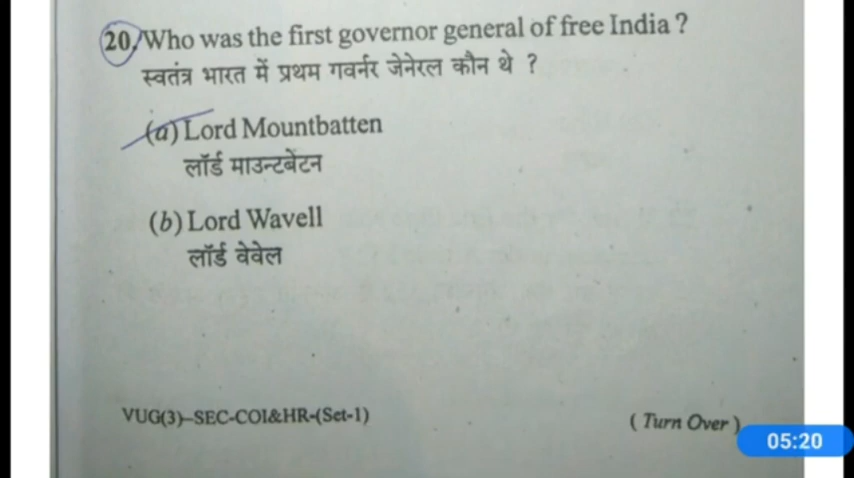 20. Who was the first governor general of free India ?
स्वतंत्र भारत में प्रथम गवर्नर जेनेरल कौन थे ?
(a) Lord Mountbatten
लॉर्ड माउन्टबेंटन
(b) Lord Wavell
लॉर्ड वेवेल
VUG(3)–SEC-COI&HR-(Set-1)
( Turn Over )
05:20